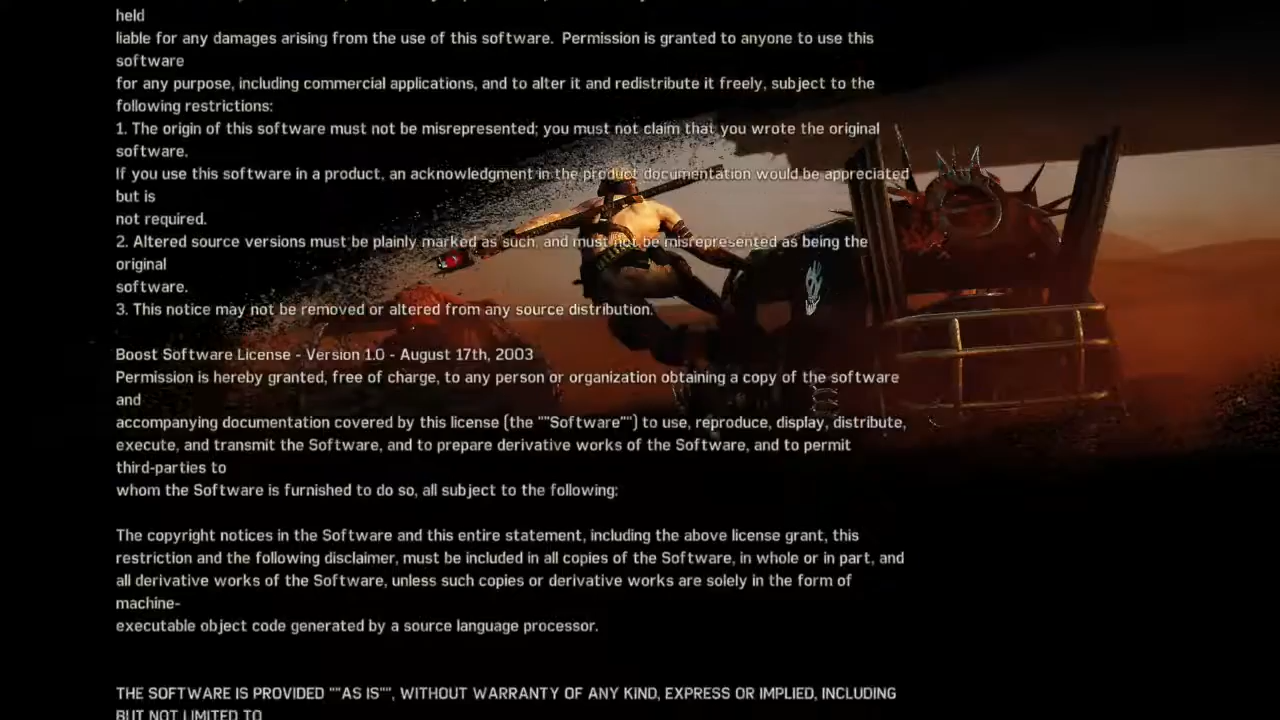 held
liable for any damages arising from the use of this software.  Permission is granted to anyone to use this
software
for any purpose, including commercial applications, and to alter it and redistribute it freely, subject to the
following restrictions:
1. The origin of this software must not be misrepresented; you must not claim that you wrote the original
software.
If you use this software in a product, an acknowledgment in the product documentation would be appreciated
but is
not required.
2. Altered source versions must be plainly marked as such, and must not be misrepresented as being the
original
software.
3. This notice may not be removed or altered from any source distribution.
Boost Software License - Version 1.0 - August 17th, 2003
Permission is hereby granted, free of charge, to any person or organization obtaining a copy of the software
and
accompanying documentation covered by this license (the ""Software"") to use, reproduce, display, distribute,
execute, and transmit the Software, and to prepare derivative works of the Software, and to permit
third-parties to
whom the Software is furnished to do so, all subject to the following:
The copyright notices in the Software and this entire statement, including the above license grant, this
restriction and the following disclaimer, must be included in all copies of the Software, in whole or in part, and
all derivative works of the Software, unless such copies or derivative works are solely in the form of
machine-
executable object code generated by a source language processor.
THE SOFTWARE IS PROVIDED ""AS IS"", WITHOUT WARRANTY OF ANY KIND, EXPRESS OR IMPLIED, INCLUDING
BUT NOT LIMITED TO